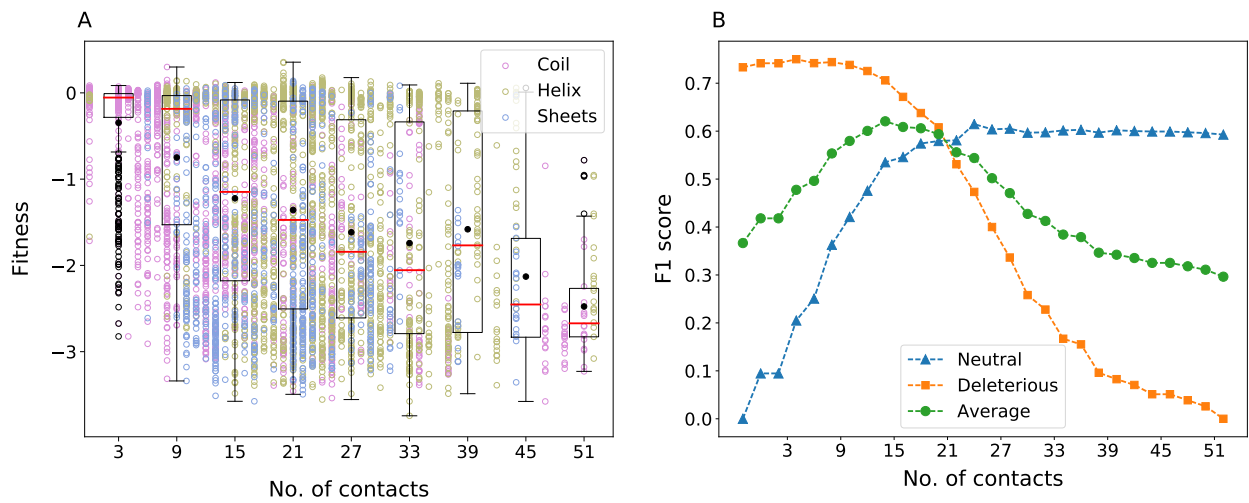 A
Fitness
0
−1
−2
−3
Coil
Helix
Sheets
3 9 15 21 27 33 39 45 51
No. of contacts
B
F1 score
0.7
0.6
0.5
0.4
0.3
0.2
0.1
0.0
Neutral
Deleterious
Average
3 9 15 21 27 33 39 45 51
No. of contacts